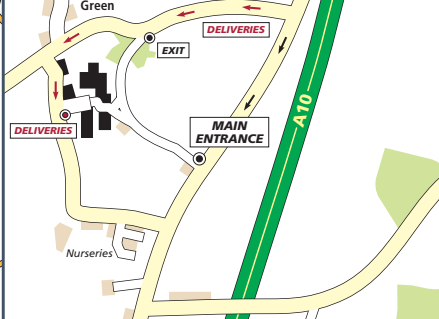 Green
DELIVERIES
EXIT
A10
DELIVERIES
MAIN
ENTRANCE
Nurseries